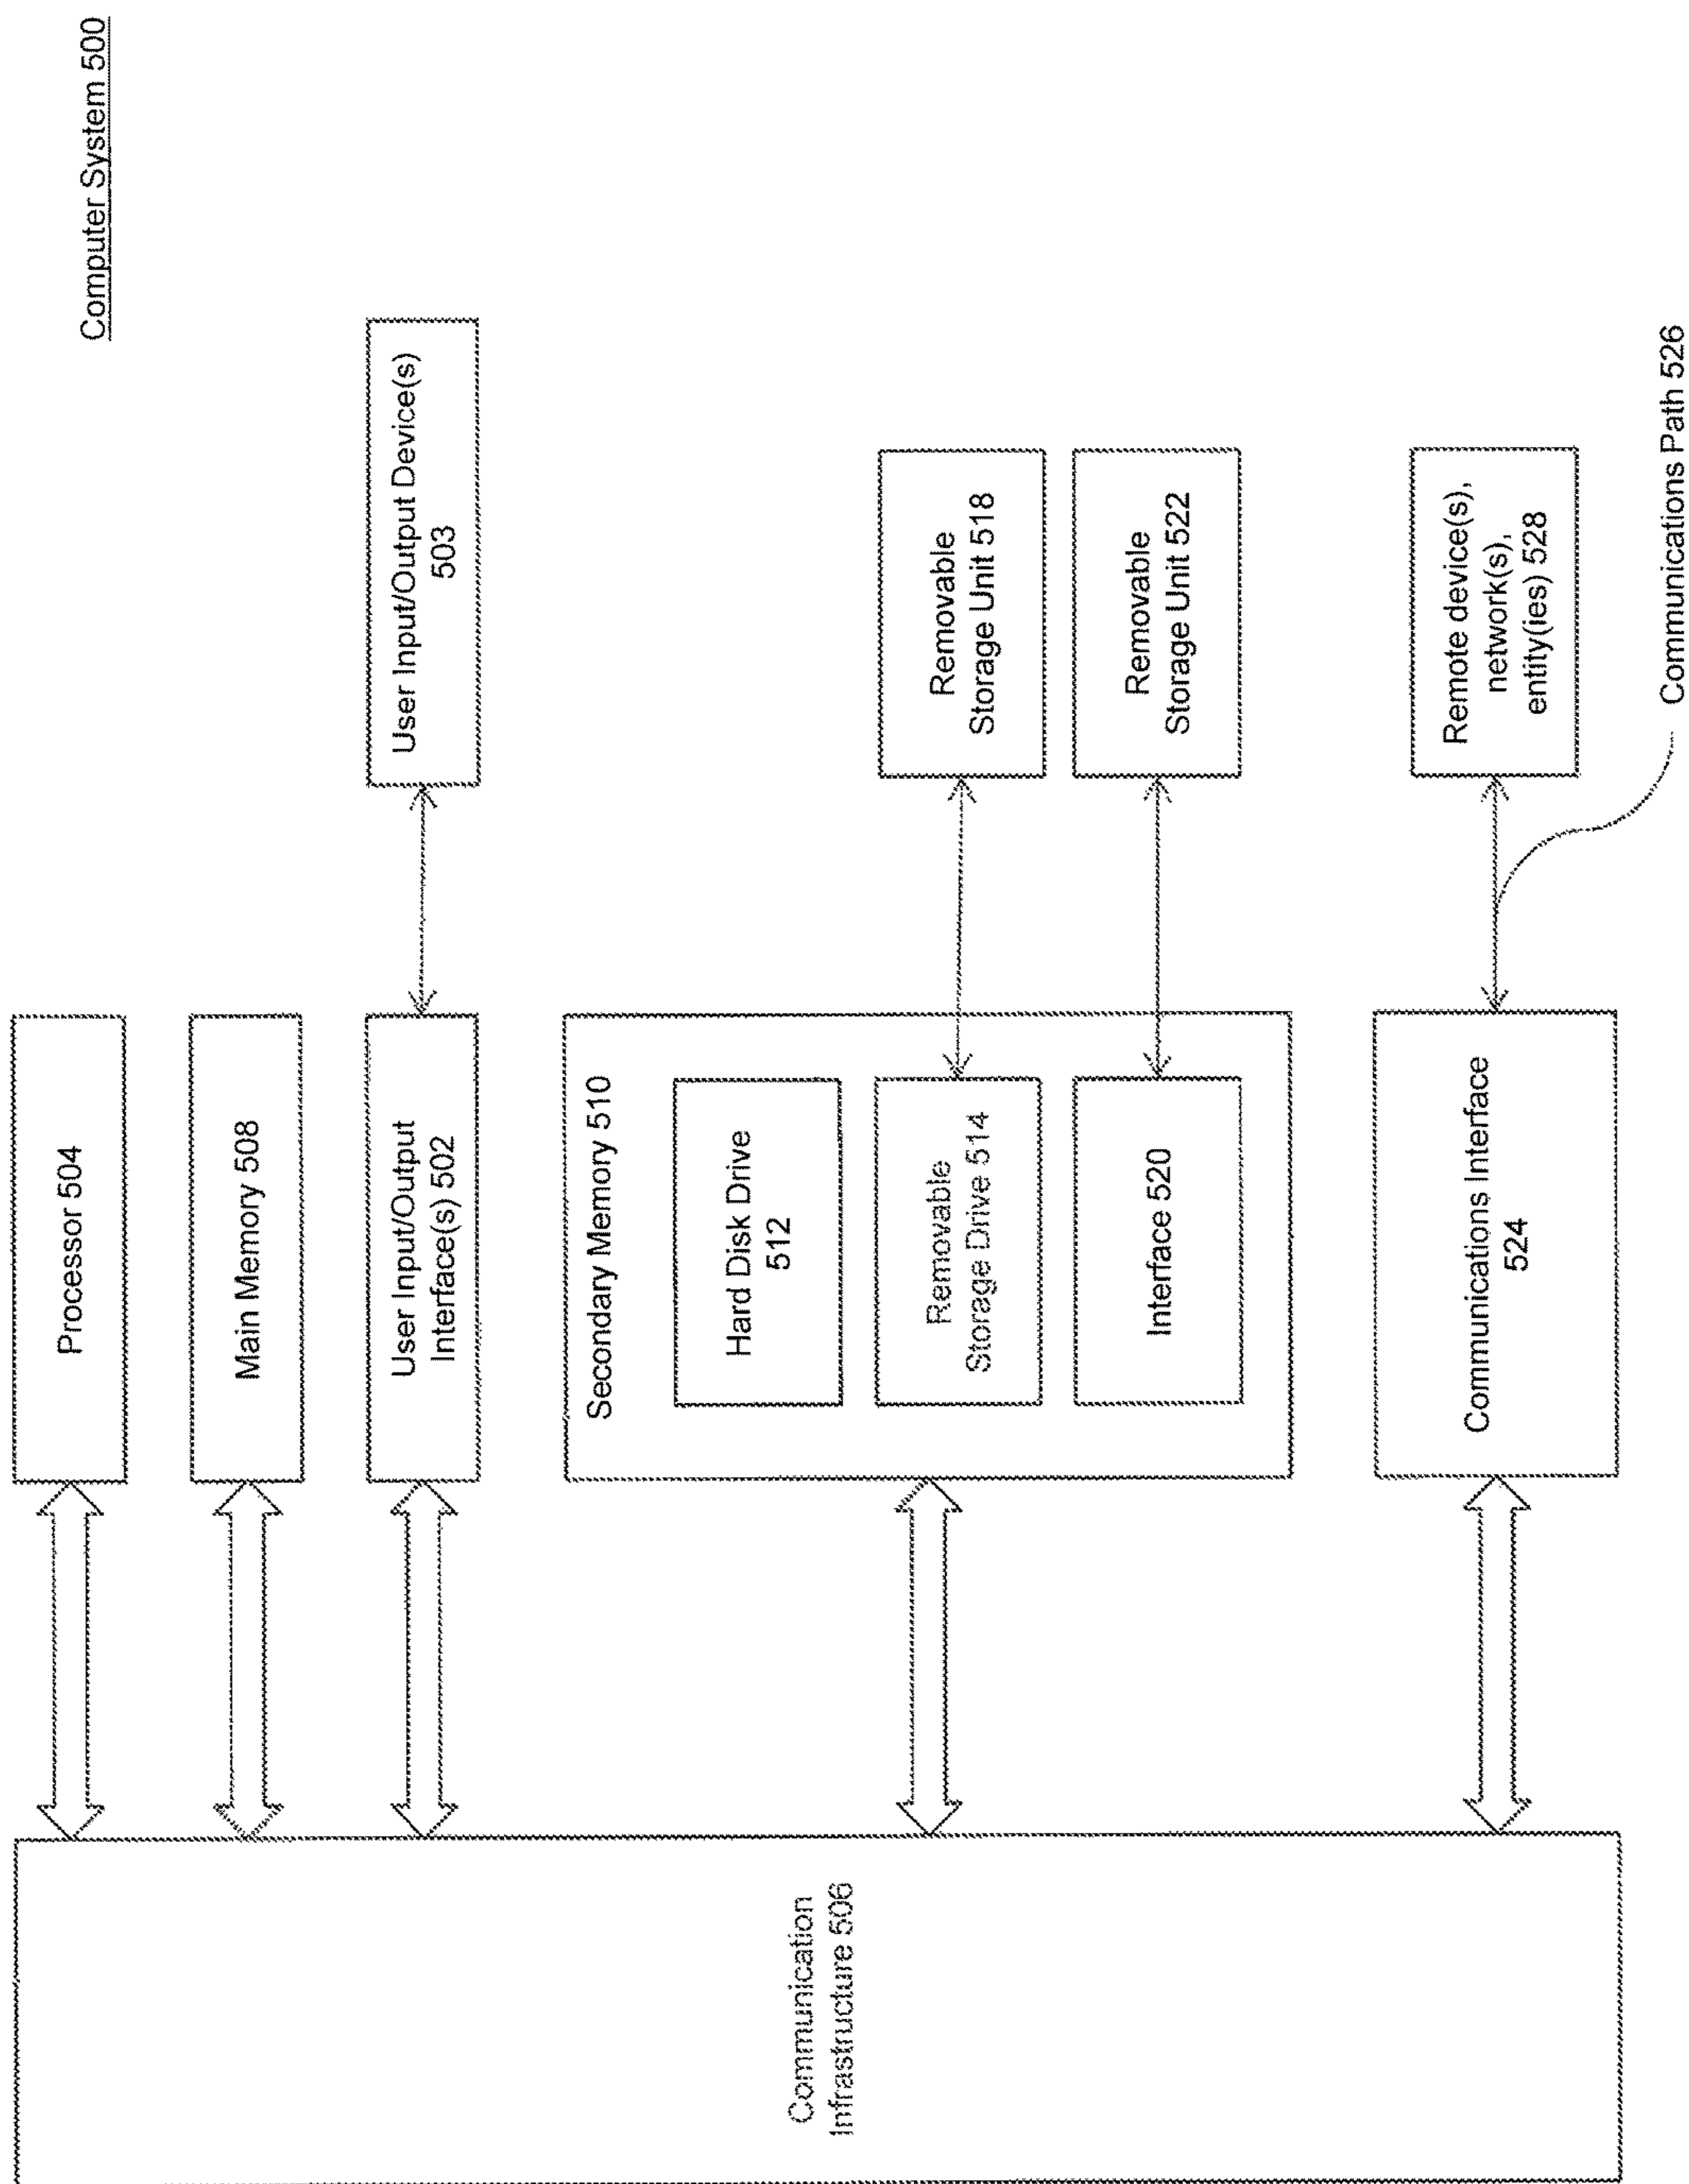 Computer System 500
Processor 504
Main Memory 508
User Input/Output
Interface(s) 502
User Input/Output Device(s)
503
Secondary Memory 510
Hard Disk Drive
512
Removable
Storage Drive 514
Removable
Storage Unit 518
Interface 520
Removable
Storage Unit 522
Communication
Infrastructure 506
Communications Interface
524
Remote device(s),
network(s),
entity(ies) 528
Communications Path 526